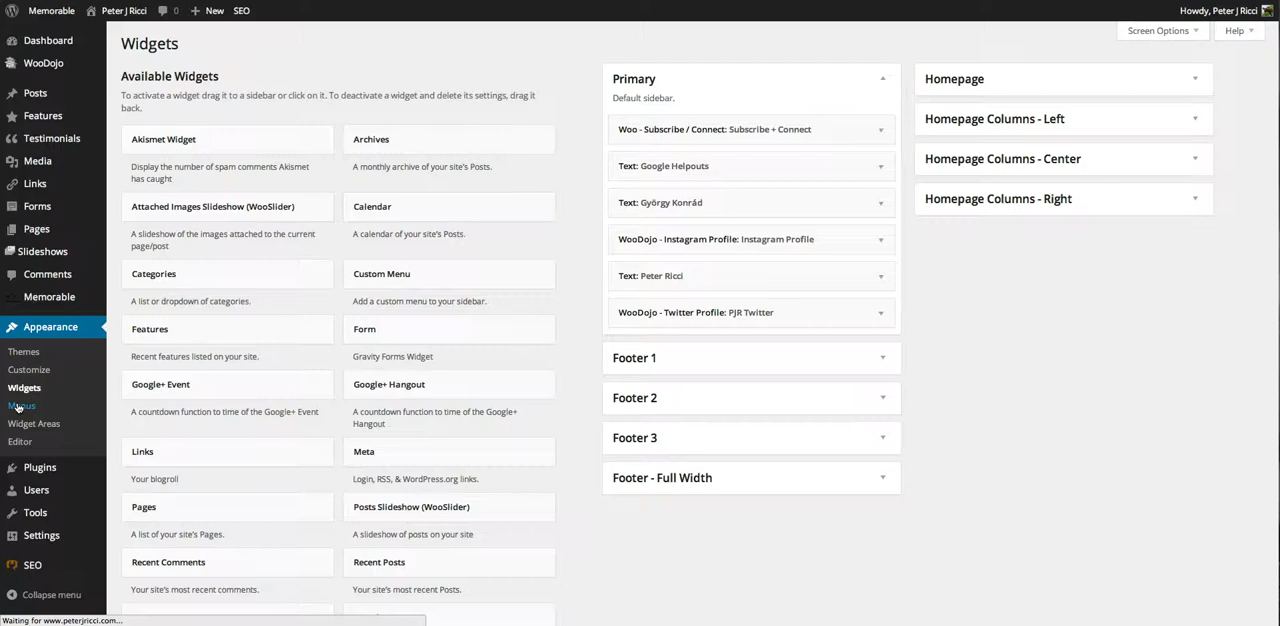 Memorable Peter J Ricci 0 New SEO Howdy, Peter J Ricci
Dashboard
WooDojo
Posts
Features
Testimonials
Media
Links
Forms
Pages
Slideshows
Comments
Memorable
Appearance
Themes
Customize
Widgets
Menus
Widget Areas
Editor
Plugins
Users
Tools
Settings
SEO
Collapse menu
Waiting for www.peterjricci.com...
Screen Options Help
Widgets
Available Widgets
To activate a widget drag it to a sidebar or click on it. To deactivate a widget and delete its settings, drag it
back.
Akismet Widget
Display the number of spam comments Akismet
has caught
Archives
A monthly archive of your site's Posts.
Attached Images Slideshow (WooSlider)
A slideshow of the images attached to the current
page/post
Calendar
A calendar of your site's Posts.
Categories
A list or dropdown of categories.
Custom Menu
Add a custom menu to your sidebar.
Features
Recent features listed on your site.
Form
Gravity Forms Widget
Google+ Event
A countdown function to time of the Google+ Event
Google+ Hangout
A countdown function to time of the Google+
Hangout
Links
Your blogroll
Meta
Login, RSS, & WordPress.org links.
Pages
A list of your site's Pages.
Posts Slideshow (WooSlider)
A slideshow of posts on your site
Recent Comments
Your site's most recent comments.
Recent Posts
Your site's most recent Posts.
Primary
Default sidebar.
Woo - Subscribe / Connect: Subscribe + Connect
Text: Google Helpouts
Text: György Konrád
WooDojo - Instagram Profile: Instagram Profile
Text: Peter Ricci
WooDojo - Twitter Profile: PJR Twitter
Footer 1
Footer 2
Footer 3
Footer - Full Width
Homepage
Homepage Columns - Left
Homepage Columns - Center
Homepage Columns - Right